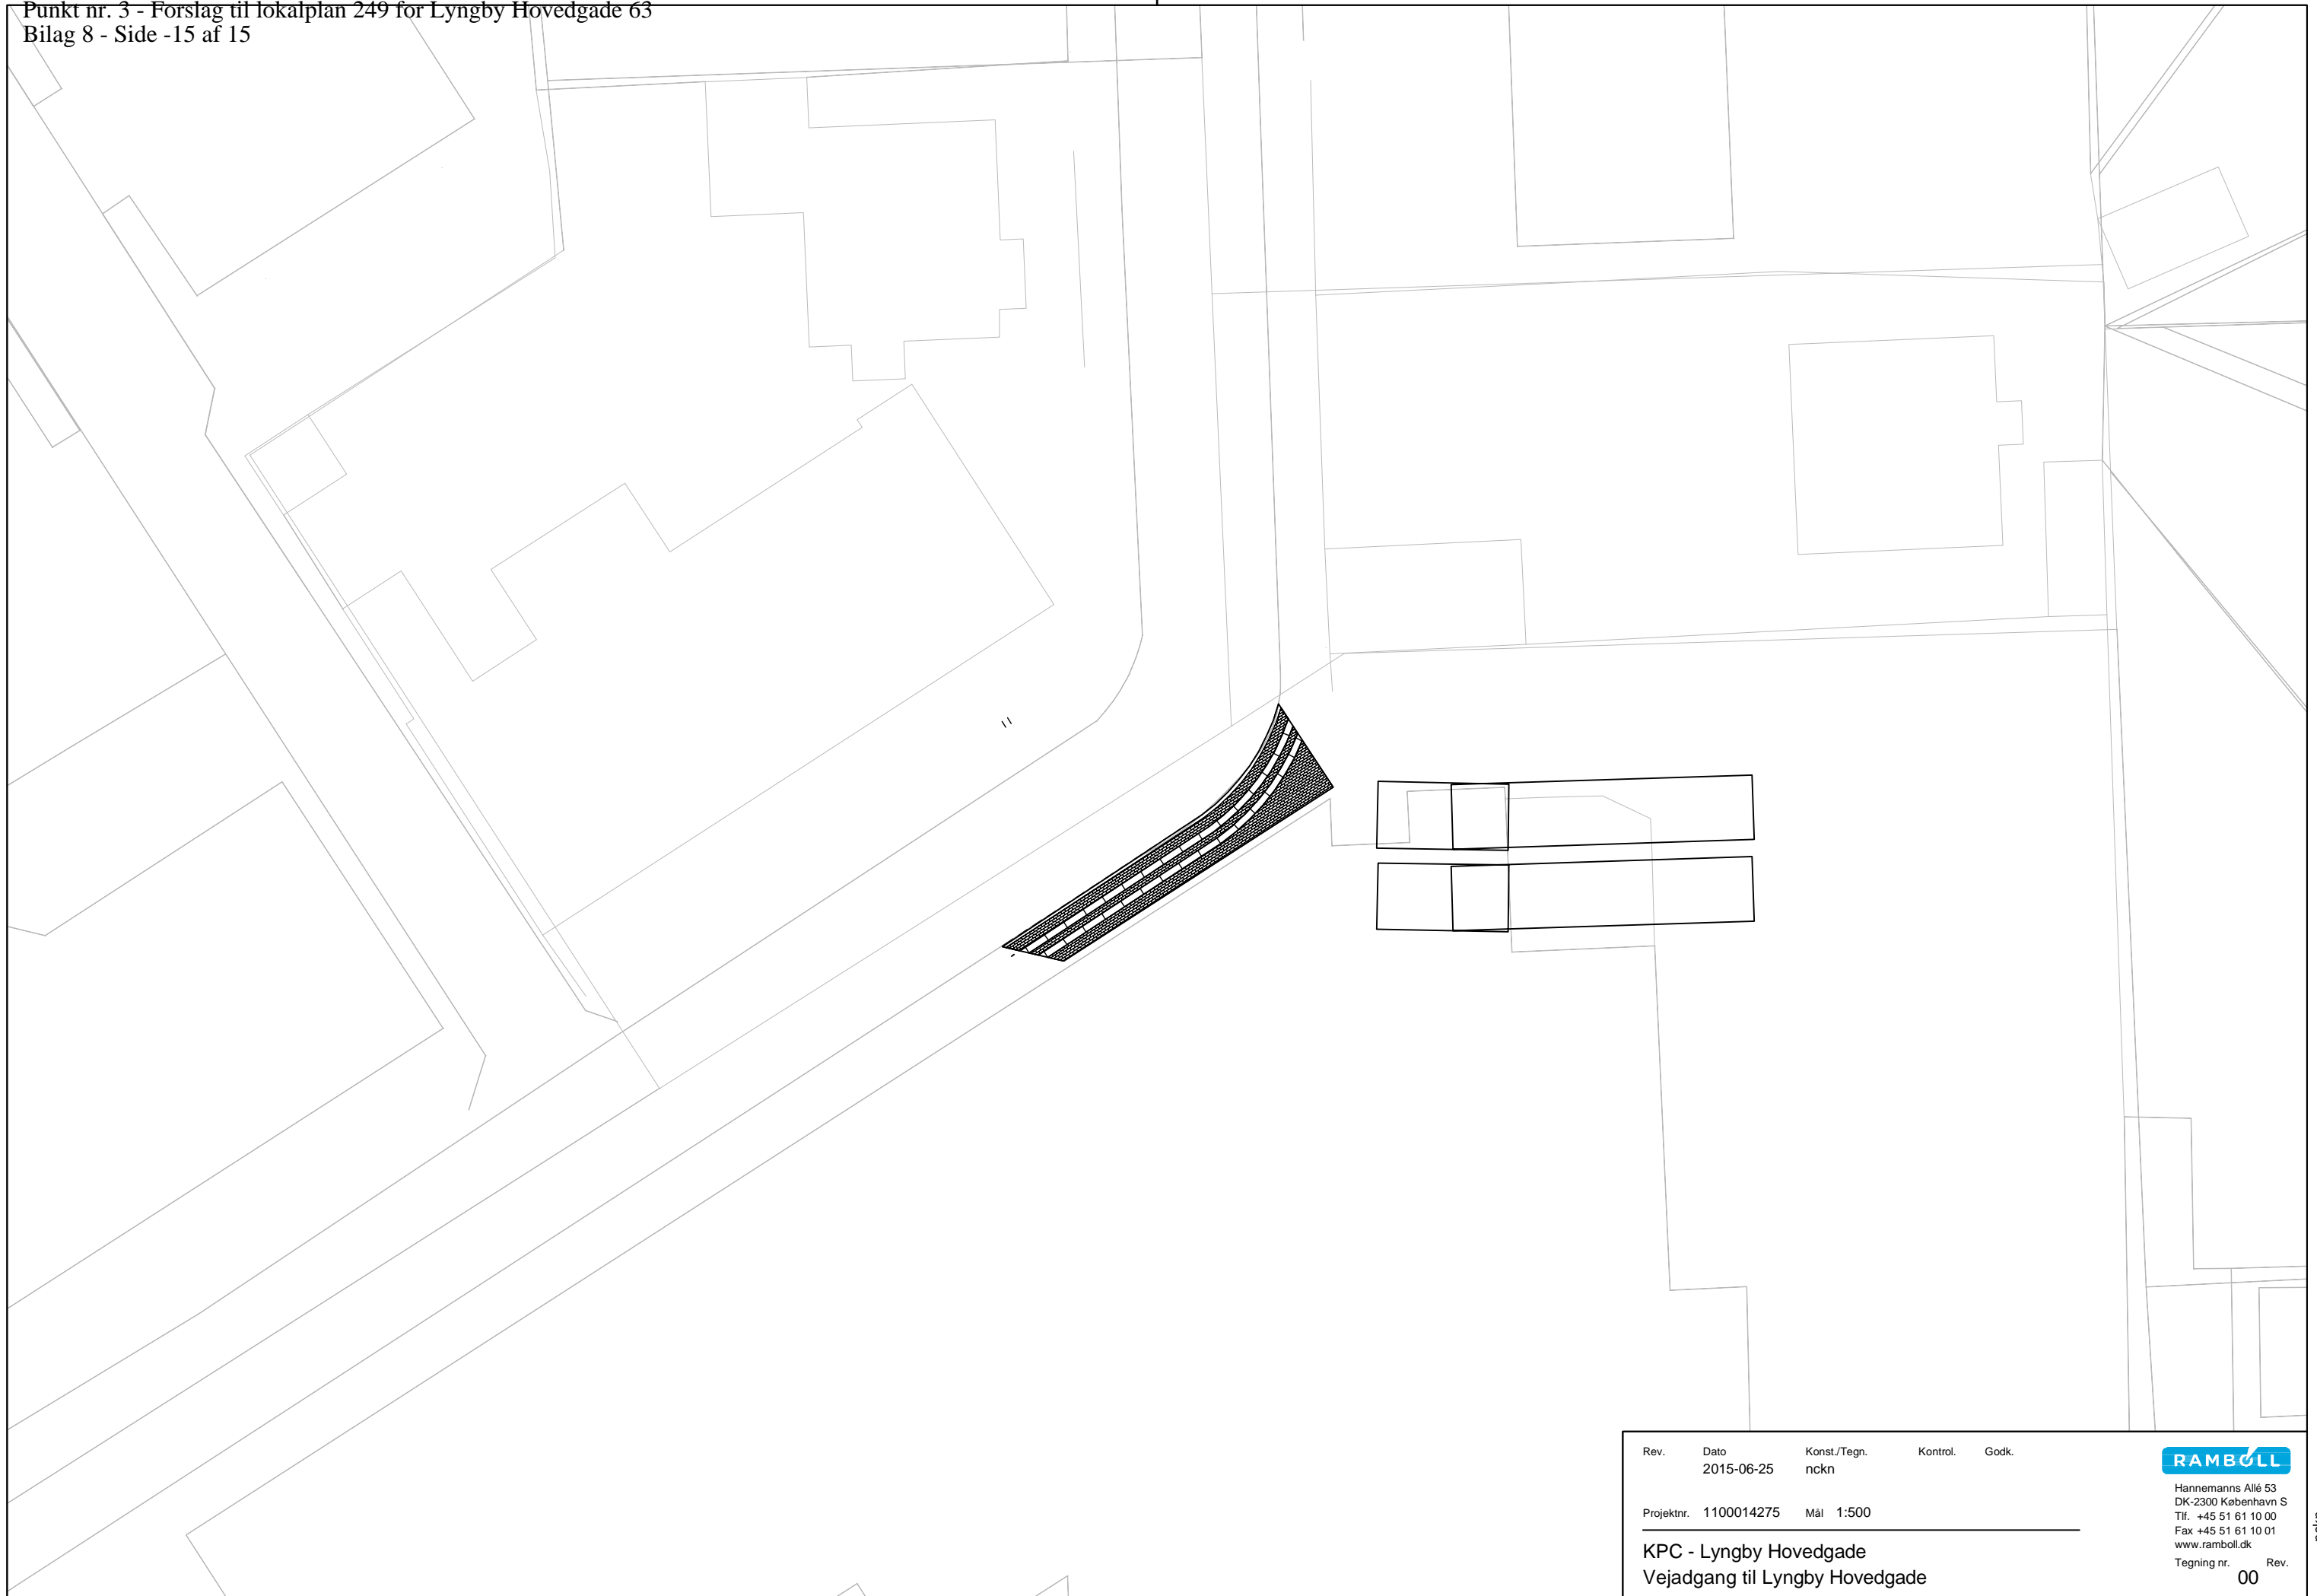 Punkt nr. 3 - Forslag til lokalplan 249 for Lyngby Hovedgade 63
Bilag 8 - Side -15 af 15
Rev. Dato Konst./Tegn. Kontrol. Godk.
2015-06-25 nckn
Projektnr. 1100014275 Mål 1:500
KPC - Lyngby Hovedgade
Vejadgang til Lyngby Hovedgade
RAMBØLL
Hannemanns Allé 53
DK-2300 København S
Tlf. +45 51 61 10 00
Fax +45 51 61 10 01
www.ramboll.dk
Tegning nr. Rev.
00